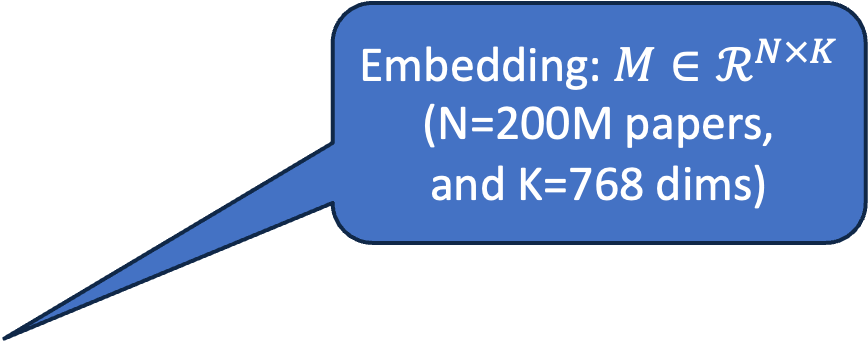 Embedding: 𝑀 ∈ ℛ^{𝑁×𝐾}
(N=200M papers,
and K=768 dims)